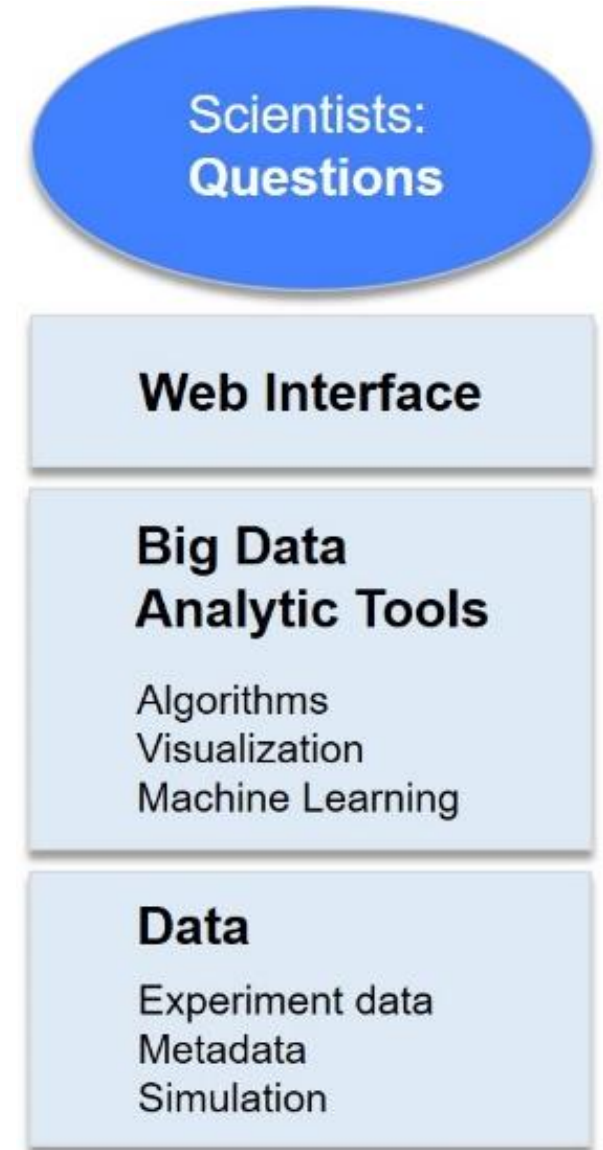 Scientists:
Questions
Web Interface
Big Data
Analytic Tools
Algorithms
Visualization
Machine Learning
Data
Experiment data
Metadata
Simulation